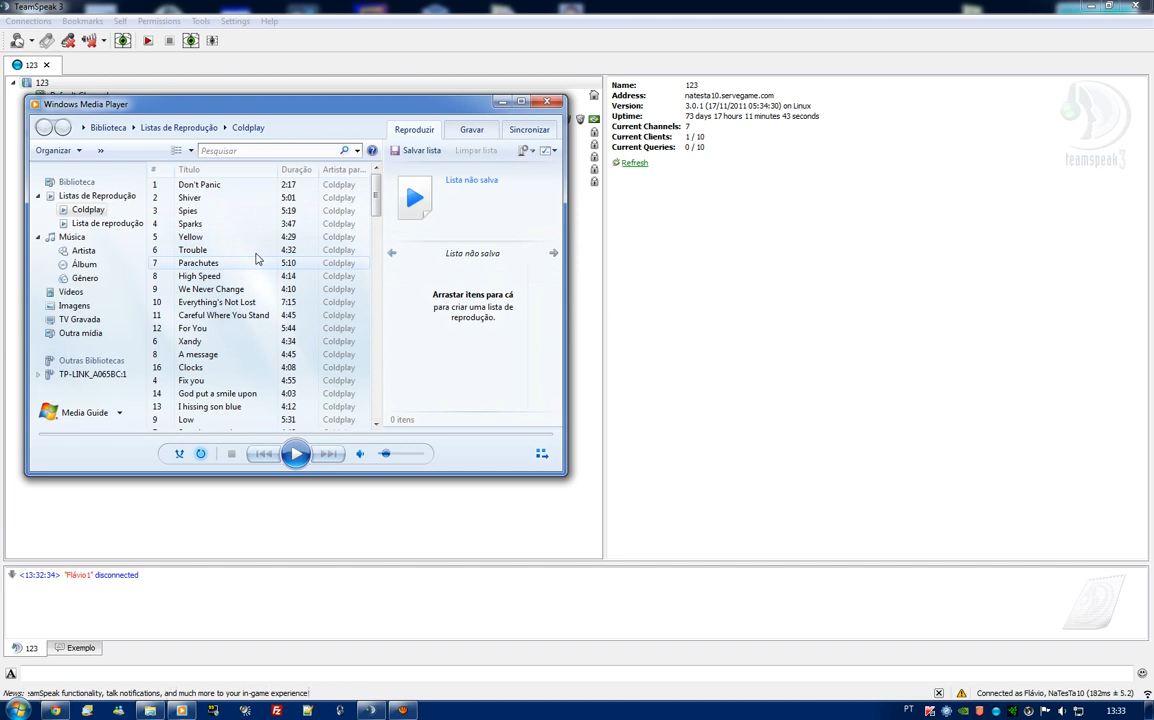 TeamSpeak 3
Connections Bookmarks Self Permissions Tools Settings Help
123
123
Name: 123
Address: natesta10.servegame.com
Version: 3.0.1 (17/11/2011 05:34:30) on Linux
Uptime: 73 days 17 hours 11 minutes 43 seconds
Current Channels: 7
Current Clients: 1 / 10
Current Queries: 0 / 10
Refresh
teamspeak3
Windows Media Player
Biblioteca Listas de Reprodução Coldplay
Reproduzir Gravar Sincronizar
Organizar » Pesquisar
Salvar lista Limpar lista
Biblioteca
Listas de Reprodução
Coldplay
Lista de reprodução
Música
Artista
Álbum
Gênero
Vídeos
Imagens
TV Gravada
Outra mídia
Outras Bibliotecas
TP-LINK_A065BC:1
Media Guide
# Título Duração Artista par...
1 Don't Panic 2:17 Coldplay
2 Shiver 5:01 Coldplay
3 Spies 5:19 Coldplay
4 Sparks 3:47 Coldplay
5 Yellow 4:29 Coldplay
6 Trouble 4:32 Coldplay
7 Parachutes 5:10 Coldplay
8 High Speed 4:14 Coldplay
9 We Never Change 4:10 Coldplay
10 Everything's Not Lost 7:15 Coldplay
11 Careful Where You Stand 4:45 Coldplay
12 For You 5:44 Coldplay
6 Xandy 4:34 Coldplay
8 A message 4:45 Coldplay
16 Clocks 4:08 Coldplay
4 Fix you 4:55 Coldplay
14 God put a smile upon 4:03 Coldplay
13 I hissing son blue 4:12 Coldplay
9 Low 5:31 Coldplay
Lista não salva
Lista não salva
Arrastar itens para cá
para criar uma lista de
reprodução.
0 itens
<13:32:34> "Flávio1" disconnected
123 Exemplo
News: :eamSpeak functionality, talk notifications, and much more to your in-game experience!
Connected as Flávio, NaTesTa10 (182ms ± 5.2)
PT 13:33